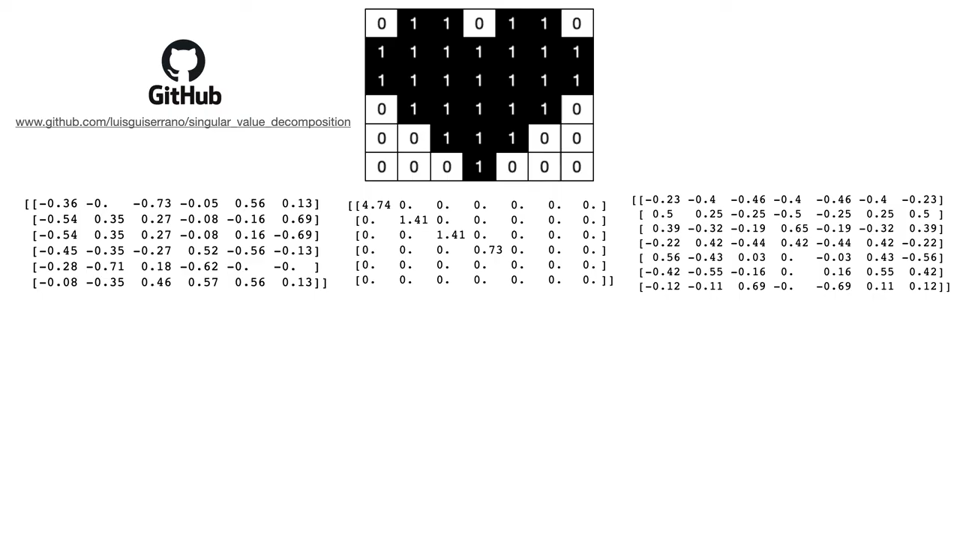 0 1 1 0 1 1 0
1 1 1 1 1 1 1
1 1 1 1 1 1 1
0 1 1 1 1 1 0
0 0 1 1 1 0 0
0 0 0 1 0 0 0
GitHub
www.github.com/luisguiserrano/singular_value_decomposition
[[-0.36 -0. -0.73 -0.05 0.56 0.13]
[-0.54 0.35 0.27 -0.08 -0.16 0.69]
[-0.54 0.35 0.27 -0.08 0.16 -0.69]
[-0.45 -0.35 -0.27 0.52 -0.56 -0.13]
[-0.28 -0.71 0.18 -0.62 -0. -0. ]
[-0.08 -0.35 0.46 0.57 0.56 0.13]]
[[4.74 0. 0. 0. 0. 0. 0. ]
[0. 1.41 0. 0. 0. 0. 0. ]
[0. 0. 1.41 0. 0. 0. 0. ]
[0. 0. 0. 0.73 0. 0. 0. ]
[0. 0. 0. 0. 0. 0. 0. ]
[0. 0. 0. 0. 0. 0. 0. ]]
[[-0.23 -0.4 -0.46 -0.4 -0.46 -0.4 -0.23]
[ 0.5 0.25 -0.25 -0.5 -0.25 0.25 0.5 ]
[ 0.39 -0.32 -0.19 0.65 -0.19 -0.32 0.39]
[-0.22 0.42 -0.44 0.42 -0.44 0.42 -0.22]
[ 0.56 -0.43 0.03 0. -0.03 0.43 -0.56]
[-0.42 -0.55 -0.16 0. 0.16 0.55 0.42]
[-0.12 -0.11 0.69 -0. -0.69 0.11 0.12]]